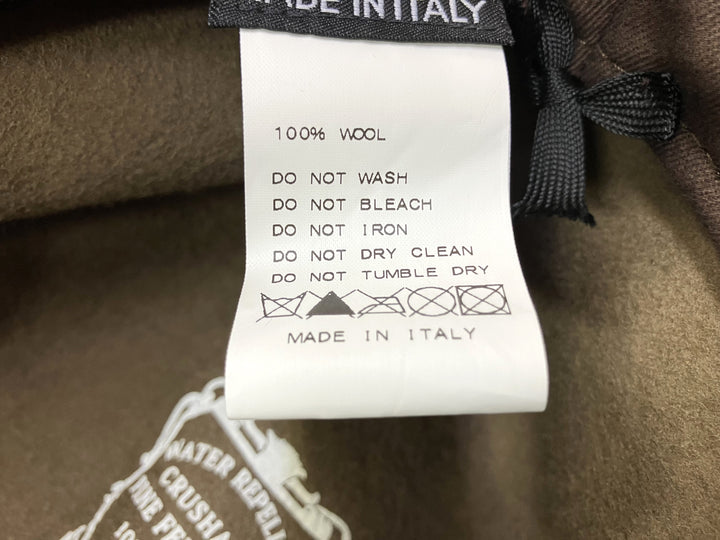 MADE IN ITALY
100% WOOL
DO NOT WASH
DO NOT BLEACH
DO NOT IRON
DO NOT DRY CLEAN
DO NOT TUMBLE DRY
MADE IN ITALY
WATER REPELL
CRUSHA